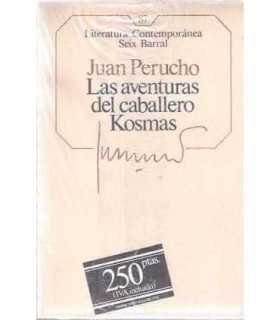 Literatura Contemporánea
Seix Barral
Juan Perucho
Las aventuras
del caballero
Kosmas
250 ptas.
(IVA incluido)